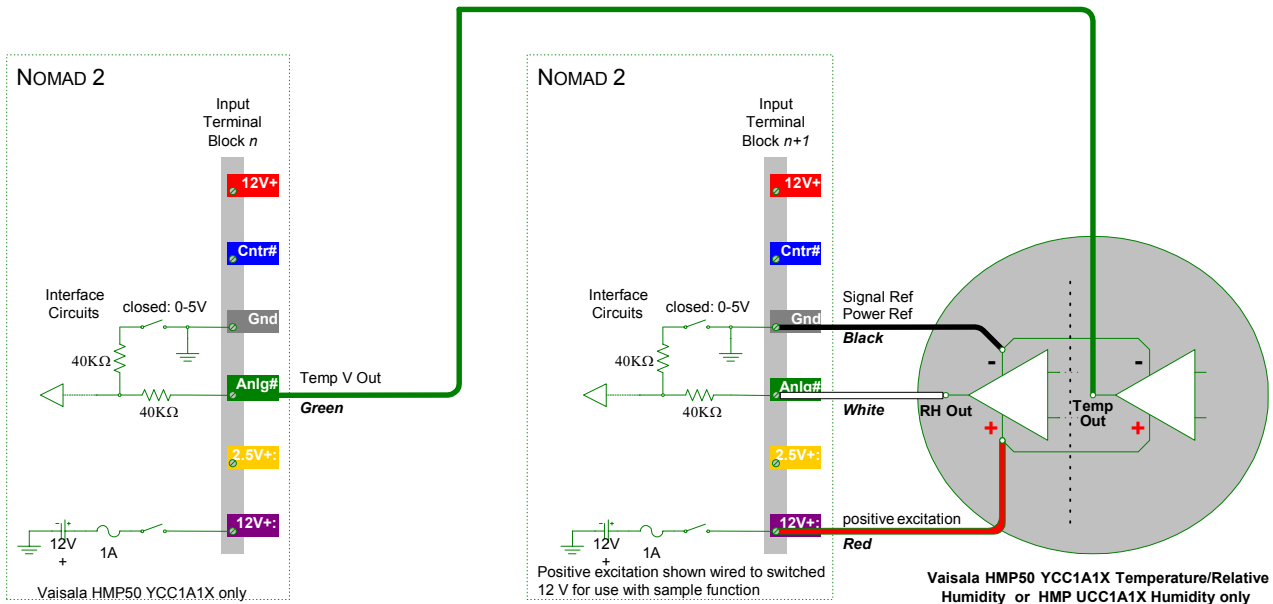 NOMAD 2
Input
Terminal
Block n
12V+
Cntr#
Interface
Circuits
closed: 0-5V
Gnd
40KΩ
Anlg#
40KΩ
Temp V Out
Green
2.5V+:
12V+:
- +
12V
+
1A
Vaisala HMP50 YCC1A1X only
NOMAD 2
Input
Terminal
Block n+1
12V+
Cntr#
Interface
Circuits
closed: 0-5V
Gnd
Signal Ref
Power Ref
Black
40KΩ
Anlg#
40KΩ
White
2.5V+:
12V+:
positive excitation
Red
- +
12V
+
1A
Positive excitation shown wired to switched
12 V for use with sample function
-
-
RH Out
Temp
Out
+
+
Vaisala HMP50 YCC1A1X Temperature/Relative
Humidity or HMP UCC1A1X Humidity only